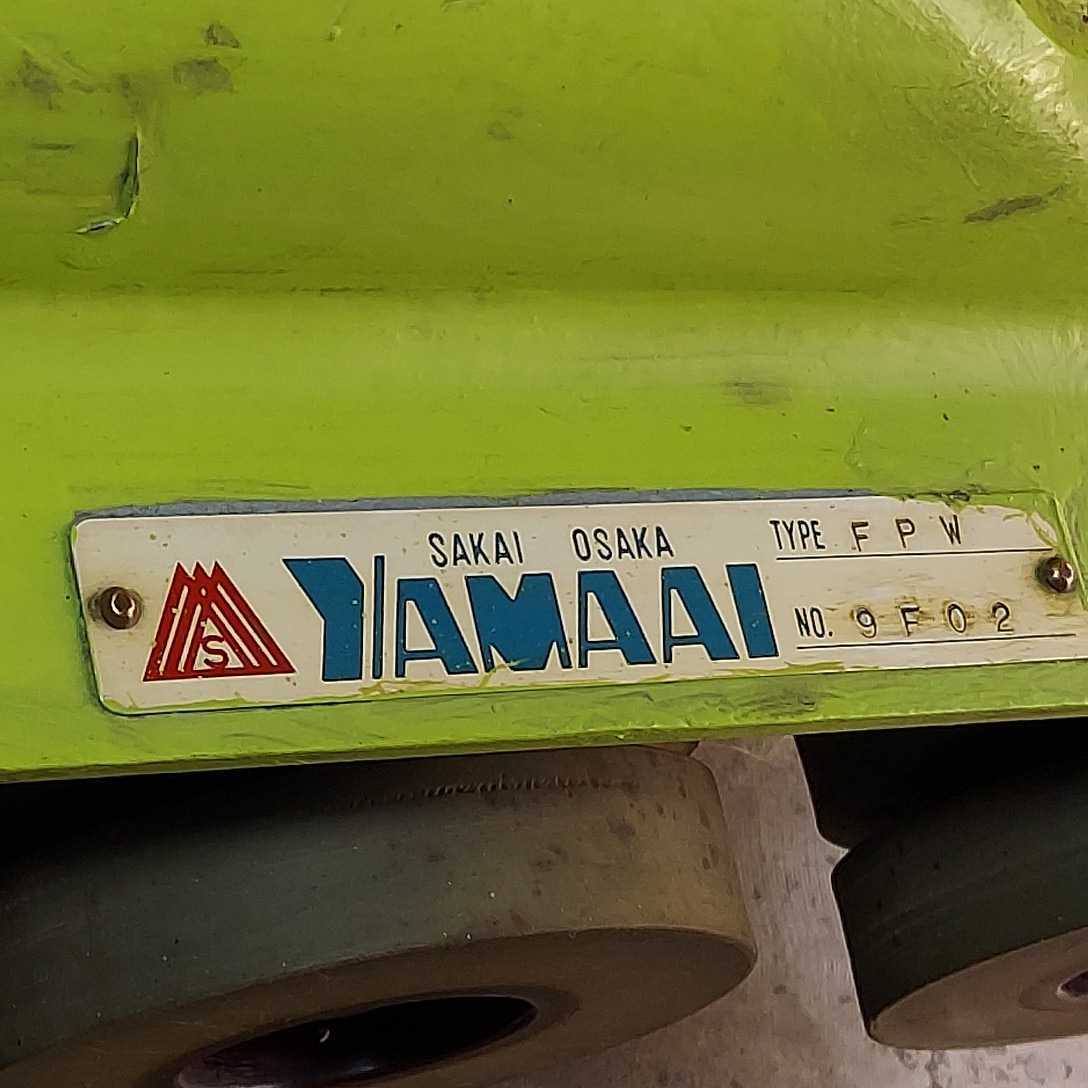 SAKAI OSAKA
YAMAAI
S
TYPE F P W
NO. 9 F 0 2